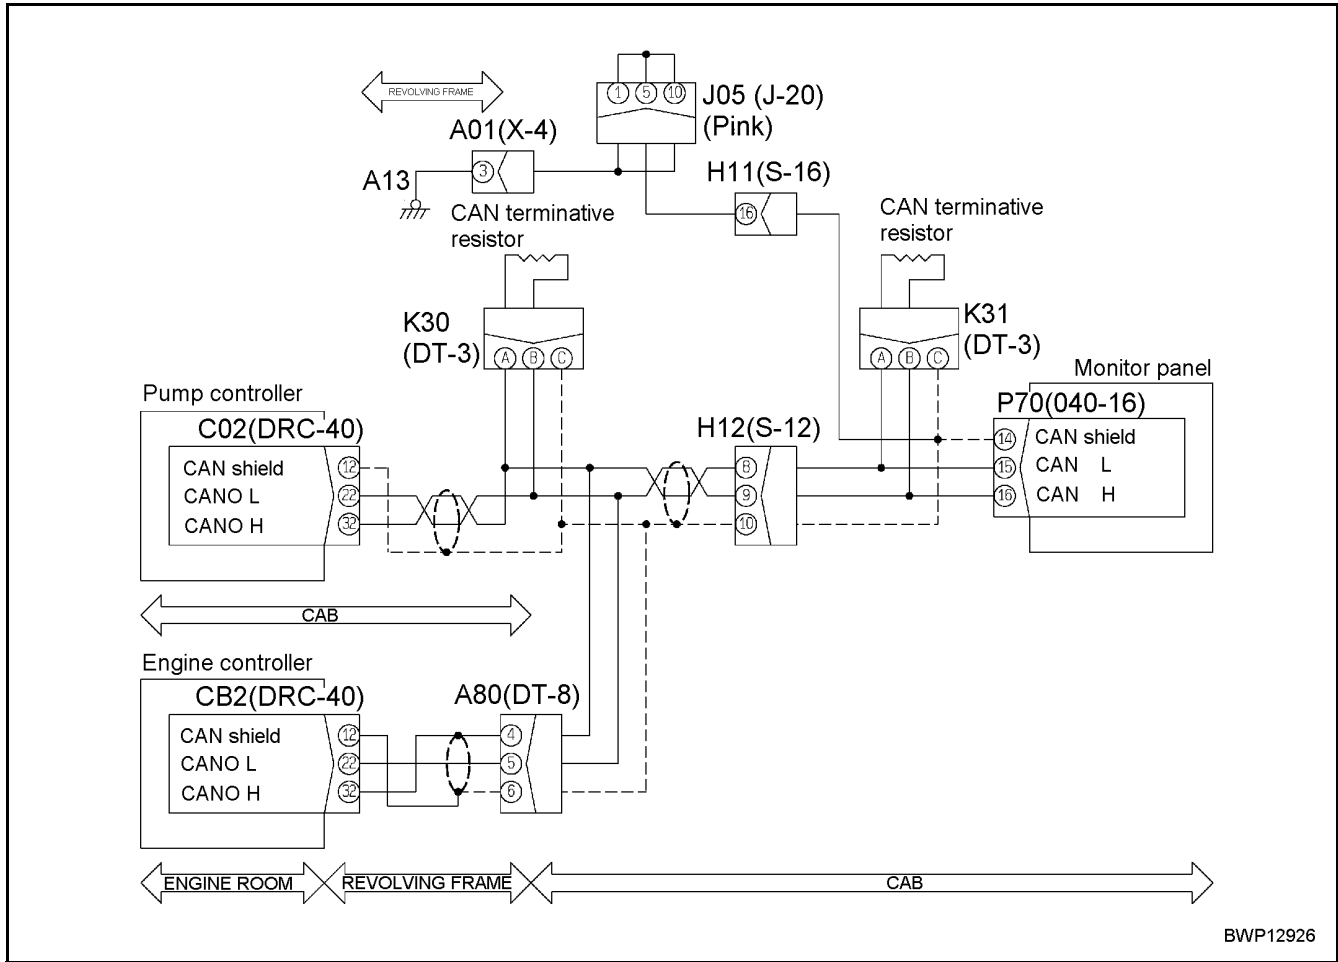 REVOLVING FRAME
1 5 10
J05 (J-20)
(Pink)
A01(X-4)
3
A13
H11(S-16)
16
CAN terminative
resistor
CAN terminative
resistor
K30
(DT-3)
A B C
K31
(DT-3)
A B C
Monitor panel
P70(040-16)
14 CAN shield
15 CAN L
16 CAN H
Pump controller
C02(DRC-40)
CAN shield 12
CANO L 22
CANO H 32
H12(S-12)
8
9
10
CAB
Engine controller
CB2(DRC-40)
CAN shield 12
CANO L 22
CANO H 32
A80(DT-8)
4
5
6
ENGINE ROOM
REVOLVING FRAME
CAB
BWP12926